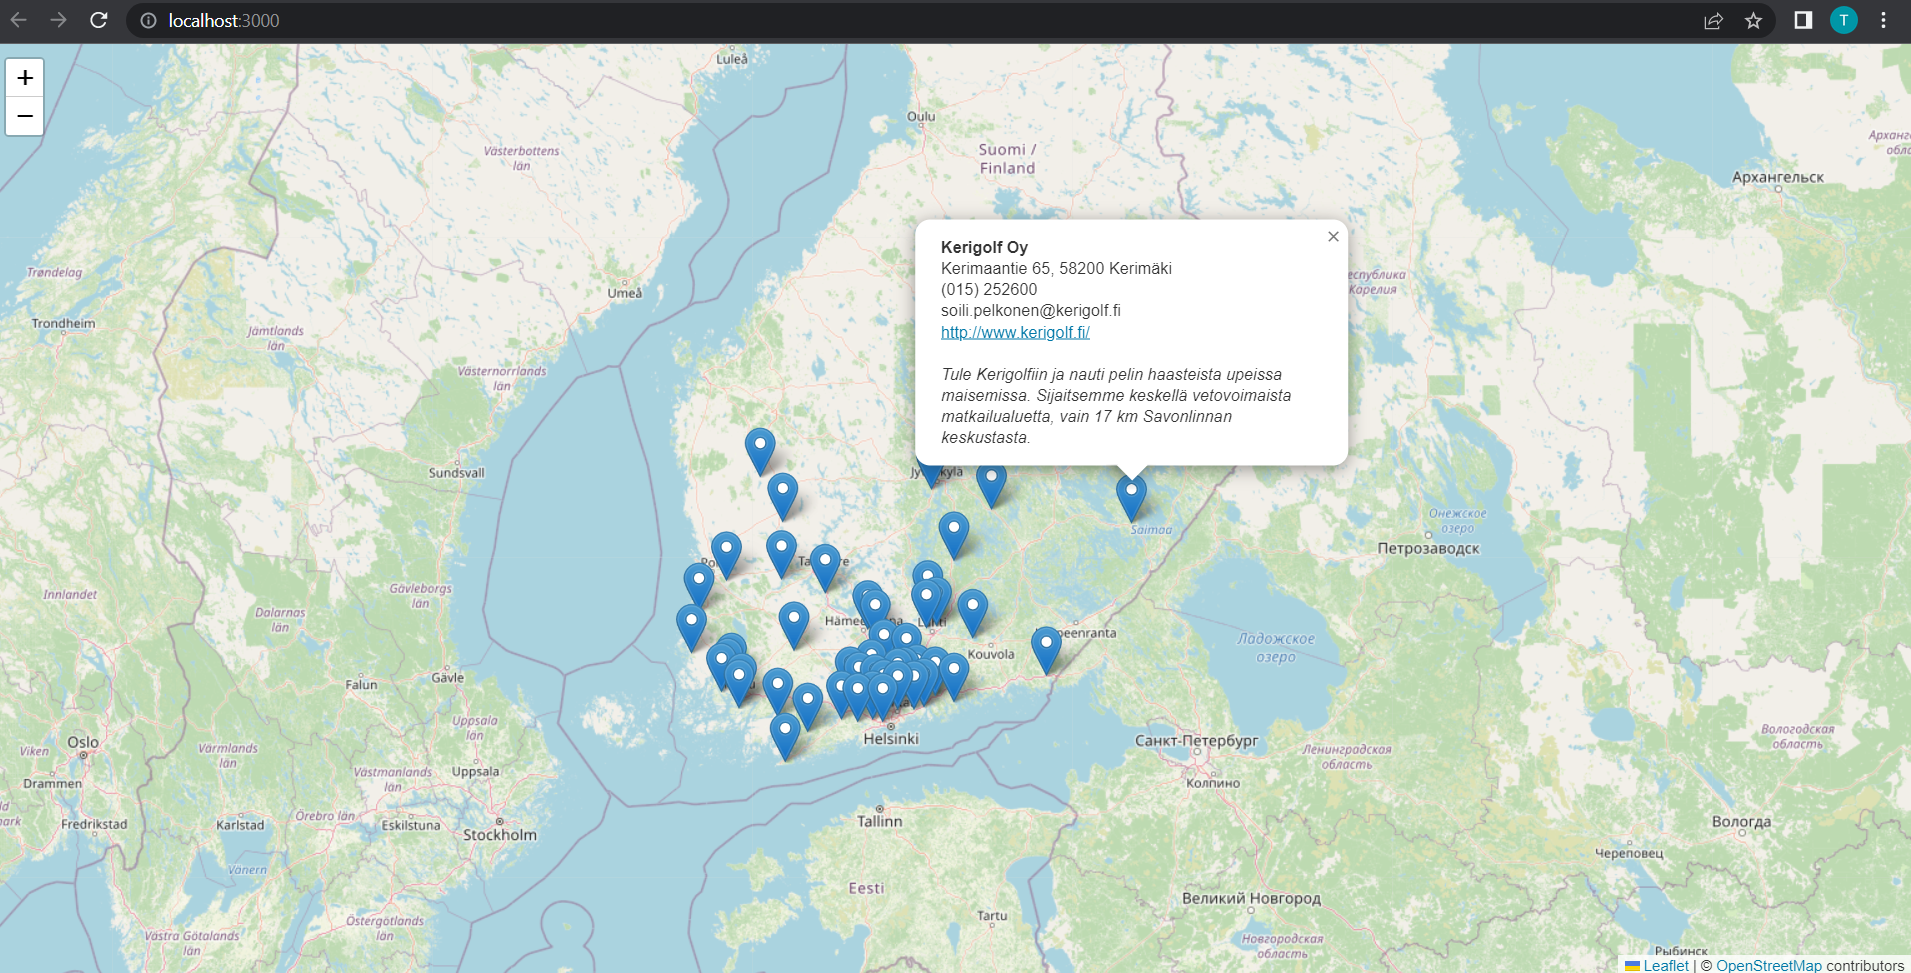 localhost:3000
T
+
−
Luleå
Oulu
Suomi /
Finland
Västerbottens
län
Архангельск
Trøndelag
Umeå
Trondheim
Jämtlands
län
Västernorrlands
län
Sundsvall
×
Kerigolf Oy
Kerimaantie 65, 58200 Kerimäki
(015) 252600
soili.pelkonen@kerigolf.fi
http://www.kerigolf.fi/
Tule Kerigolfiin ja nauti pelin haasteista upeissa
maisemissa. Sijaitsemme keskellä vetovoimaista
matkailualuetta, vain 17 km Savonlinnan
keskustasta.
Карелия
Saimaa
Онежское
озеро
Петрозаводск
Innlandet
Dalarnas
län
Gävleborgs
län
Kouvola
Ладожское
озеро
Falun
Gävle
Helsinki
Uppsala
län
Oslo
Viken
Drammen
Värmlands
län
Västmanlands
län
Uppsala
Санкт-Петербург
Ленинградская
область
Колпино
Вологодская
область
Fredrikstad
Karlstad
Örebro län
Eskilstuna
Stockholm
Tallinn
Вологда
Череповец
Vänern
Eesti
Östergötlands
län
Västra Götalands
län
Tartu
Великий Новгород
Новгородская
область
Рыбинск
Leaflet | © OpenStreetMap contributors